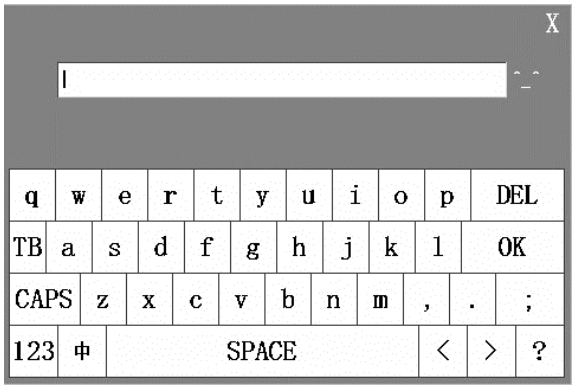 X
^_^
q w e r t y u i o p DEL
TB a s d f g h j k l OK
CAPS z x c v b n m , . ;
123 中 SPACE < > ?